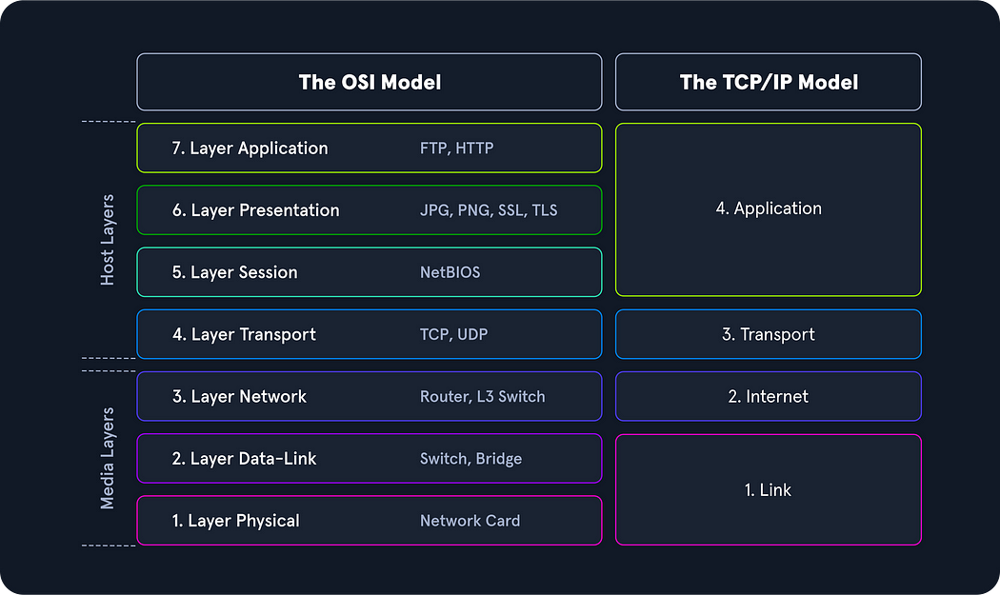 The OSI Model
The TCP/IP Model
Host Layers
7. Layer Application
FTP, HTTP
6. Layer Presentation
JPG, PNG, SSL, TLS
5. Layer Session
NetBIOS
4. Layer Transport
TCP, UDP
4. Application
3. Transport
Media Layers
3. Layer Network
Router, L3 Switch
2. Layer Data-Link
Switch, Bridge
1. Layer Physical
Network Card
2. Internet
1. Link